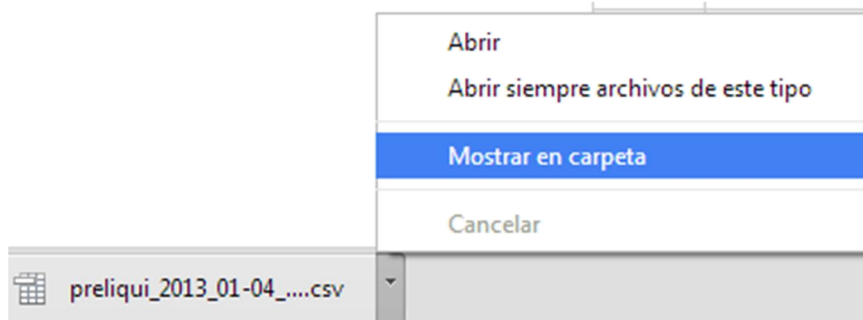 Abrir
Abrir siempre archivos de este tipo
Mostrar en carpeta
Cancelar
preliqui_2013_01-04_....csv